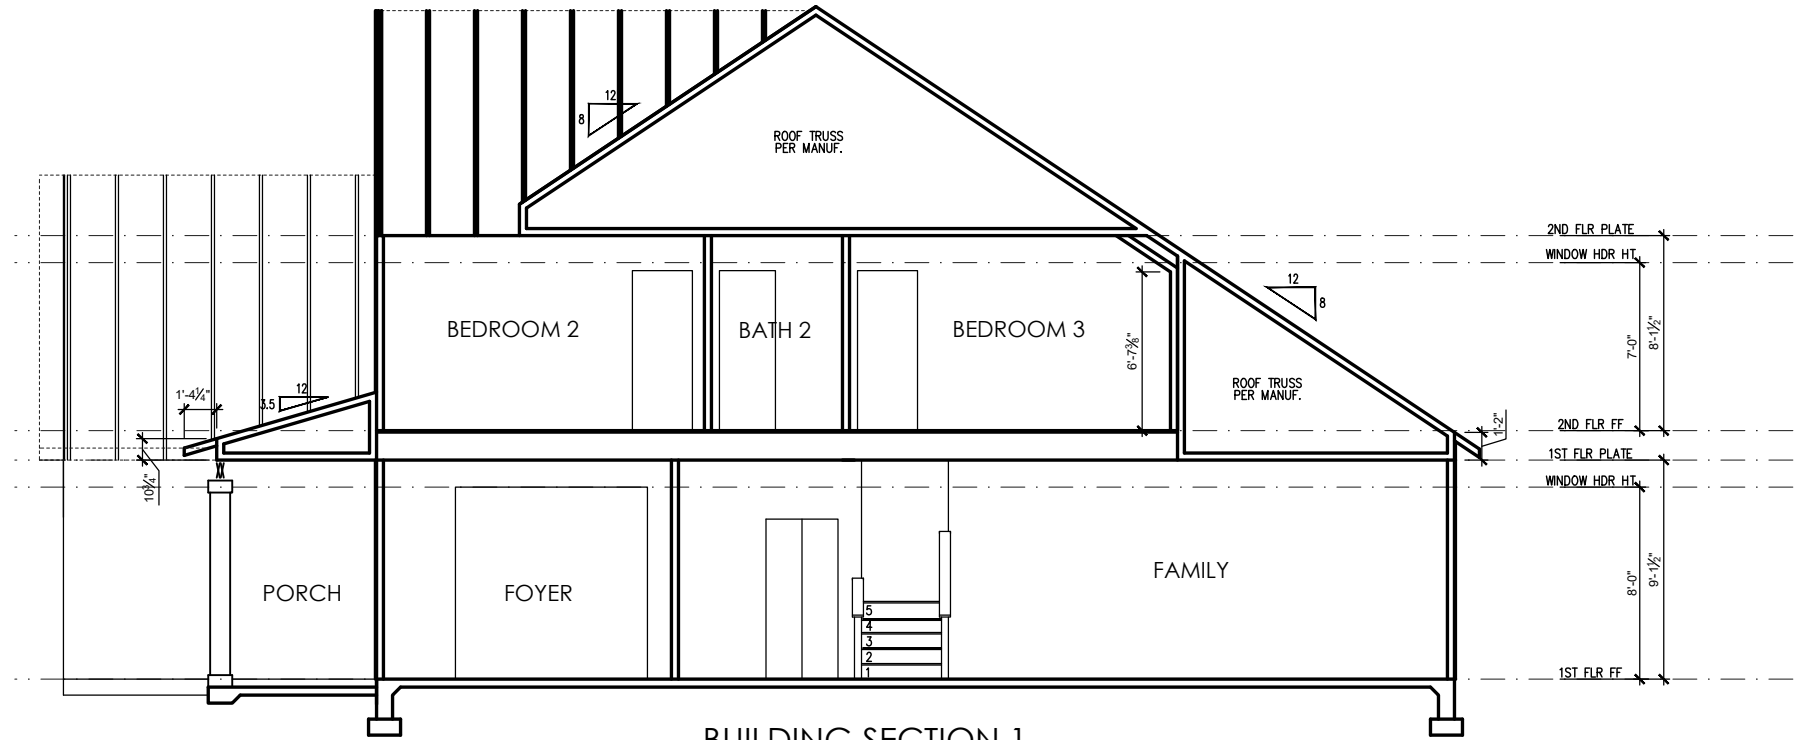 12
8
ROOF TRUSS
PER MANUF.
2ND FLR PLATE
WINDOW HDR HT.
12
8
BEDROOM 2
BATH 2
BEDROOM 3
6'-7⅜"
7'-0"
8'-1½"
1'-4¼"
12
3.5
ROOF TRUSS
PER MANUF.
2ND FLR FF
1'-2"
1ST FLR PLATE
WINDOW HDR HT.
10¾"
PORCH
FOYER
FAMILY
8'-0"
9'-1½"
5
4
3
2
1
1ST FLR FF
BUILDING SECTION 1